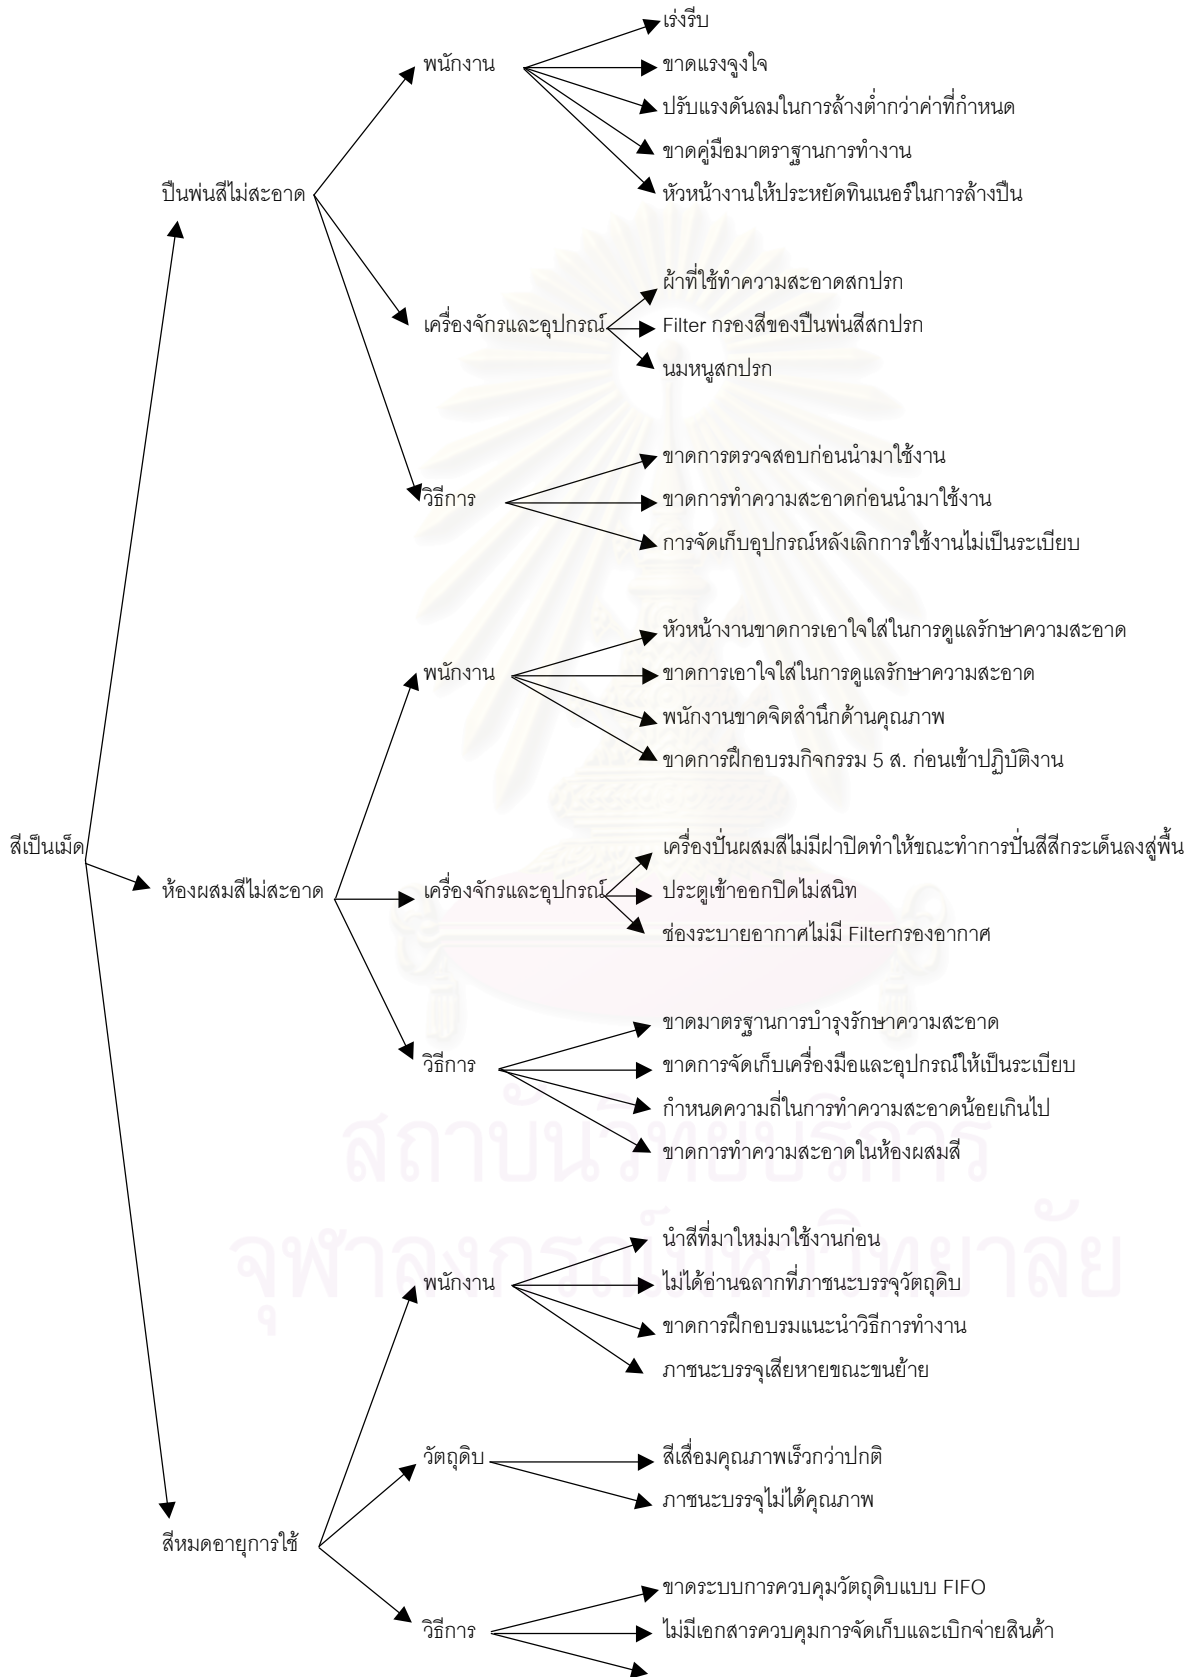 เร่งรีบ
พนักงาน
ขาดแรงจูงใจ
ปรับแรงดันลมในการล้างต่ำกว่าค่าที่กำหนด
ขาดคู่มือมาตราฐานการทำงาน
ปืนพ่นสีไม่สะอาด
หัวหน้างานให้ประหยัดทินเนอร์ในการล้างปืน
ผ้าที่ใช้ทำความสะอาดสกปรก
เครื่องจักรและอุปกรณ์
Filter กรองสีของปืนพ่นสีสกปรก
นมหนูสกปรก
ขาดการตรวจสอบก่อนนำมาใช้งาน
วิธีการ
ขาดการทำความสะอาดก่อนนำมาใช้งาน
การจัดเก็บอุปกรณ์หลังเลิกการใช้งานไม่เป็นระเบียบ
หัวหน้างานขาดการเอาใจใส่ในการดูแลรักษาความสะอาด
พนักงาน
ขาดการเอาใจใส่ในการดูแลรักษาความสะอาด
พนักงานขาดจิตสำนึกด้านคุณภาพ
ขาดการฝึกอบรมกิจกรรม 5 ส. ก่อนเข้าปฏิบัติงาน
สีเป็นเม็ด
เครื่องปั่นผสมสีไม่มีฝาปิดทำให้ขณะทำการปั่นสีสีกระเด็นลงสู่พื้น
ห้องผสมสีไม่สะอาด
เครื่องจักรและอุปกรณ์
ประตูเข้าออกปิดไม่สนิท
ช่องระบายอากาศไม่มี Filterกรองอากาศ
ขาดมาตรฐานการบำรุงรักษาความสะอาด
วิธีการ
ขาดการจัดเก็บเครื่องมือและอุปกรณ์ให้เป็นระเบียบ
กำหนดความถี่ในการทำความสะอาดน้อยเกินไป
ขาดการทำความสะอาดในห้องผสมสี
สถาบันวิทยบริการ
นำสีที่มาใหม่มาใช้งานก่อน
จุฬาลงกรณ์มหาวิทยาลัย
พนักงาน
ไม่ได้อ่านฉลากที่ภาชนะบรรจุวัตถุดิบ
ขาดการฝึกอบรมแนะนำวิธีการทำงาน
ภาชนะบรรจุเสียหายขณะขนย้าย
วัตถุดิบ
สีเสื่อมคุณภาพเร็วกว่าปกติ
ภาชนะบรรจุไม่ได้คุณภาพ
สีหมดอายุการใช้
ขาดระบบการควบคุมวัตถุดิบแบบ FIFO
วิธีการ
ไม่มีเอกสารควบคุมการจัดเก็บและเบิกจ่ายสินค้า